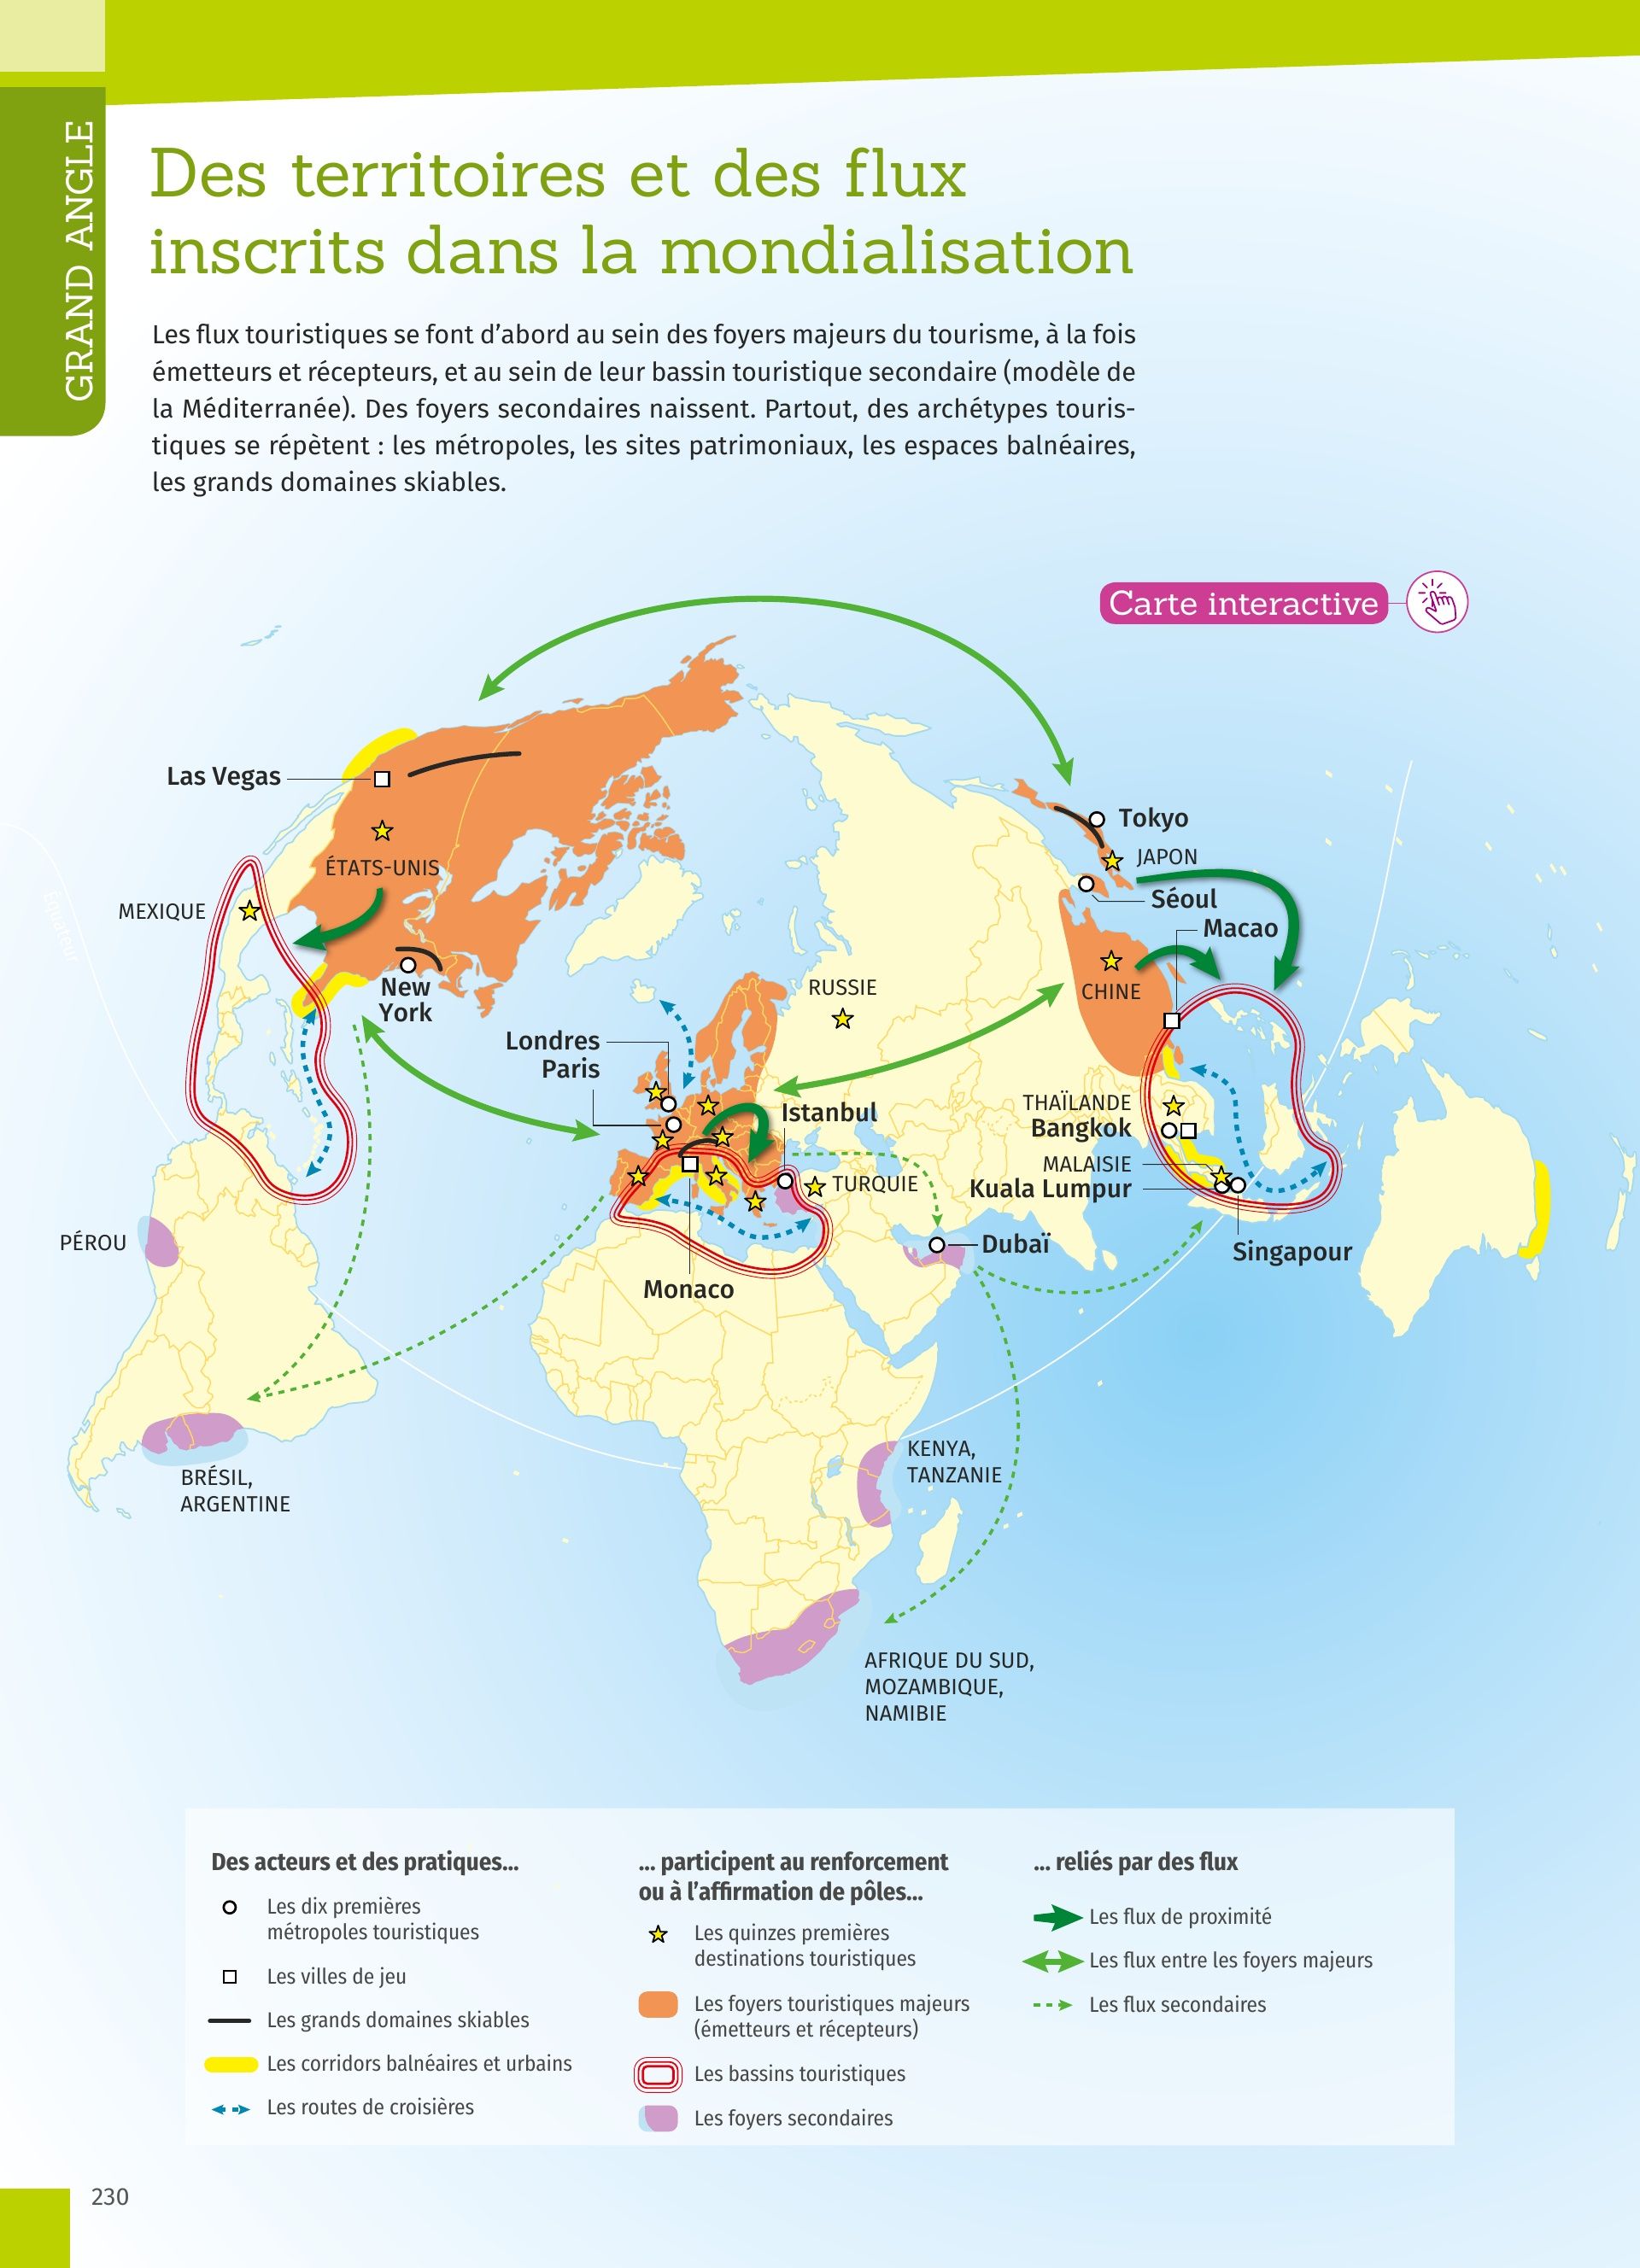 GRAND ANGLE
Des territoires et des flux
inscrits dans la mondialisation
Les flux touristiques se font d’abord au sein des foyers majeurs du tourisme, à la fois
émetteurs et récepteurs, et au sein de leur bassin touristique secondaire (modèle de
la Méditerranée). Des foyers secondaires naissent. Partout, des archétypes touris-
tiques se répètent : les métropoles, les sites patrimoniaux, les espaces balnéaires,
les grands domaines skiables.
Carte interactive
Las Vegas
ÉTATS-UNIS
MEXIQUE
Équateur
New
York
Londres
Paris
RUSSIE
Tokyo
JAPON
Séoul
Macao
CHINE
Istanbul
TURQUIE
THAÏLANDE
Bangkok
MALAISIE
Kuala Lumpur
Singapour
Dubaï
Monaco
PÉROU
BRÉSIL,
ARGENTINE
KENYA,
TANZANIE
AFRIQUE DU SUD,
MOZAMBIQUE,
NAMIBIE
Des acteurs et des pratiques...
Les dix premières
métropoles touristiques
Les villes de jeu
Les grands domaines skiables
Les corridors balnéaires et urbains
Les routes de croisières
... participent au renforcement
ou à l’affirmation de pôles...
Les quinzes premières
destinations touristiques
Les foyers touristiques majeurs
(émetteurs et récepteurs)
Les bassins touristiques
Les foyers secondaires
... reliés par des flux
Les flux de proximité
Les flux entre les foyers majeurs
Les flux secondaires
230